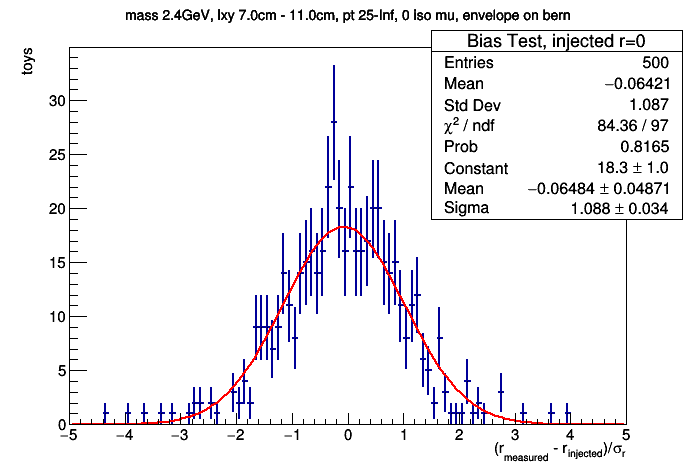 mass 2.4GeV, lxy 7.0cm - 11.0cm, pt 25-Inf, 0 Iso mu, envelope on bern
toys
Bias Test, injected r=0
Entries 500
Mean −0.06421
Std Dev 1.087
χ² / ndf 84.36 / 97
Prob 0.8165
Constant 18.3 ± 1.0
Mean −0.06484 ± 0.04871
Sigma 1.088 ± 0.034
30
25
20
15
10
5
0
−5 −4 −3 −2 −1 0 1 2 3 4 5
(r_measured - r_injected)/σ_r